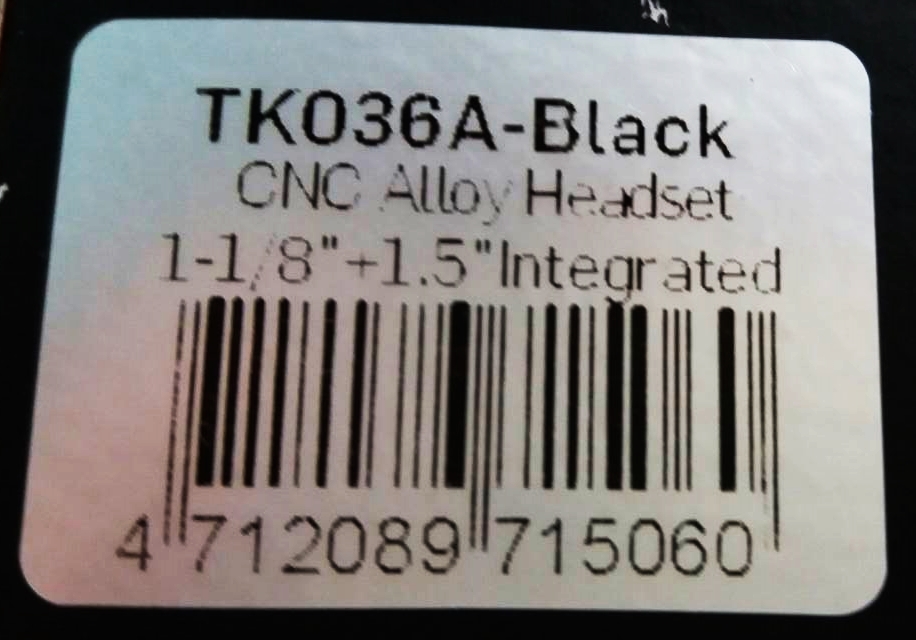 TK036A-Black
CNC Alloy Headset
1-1/8"+1.5"Integrated
4 712089 715060